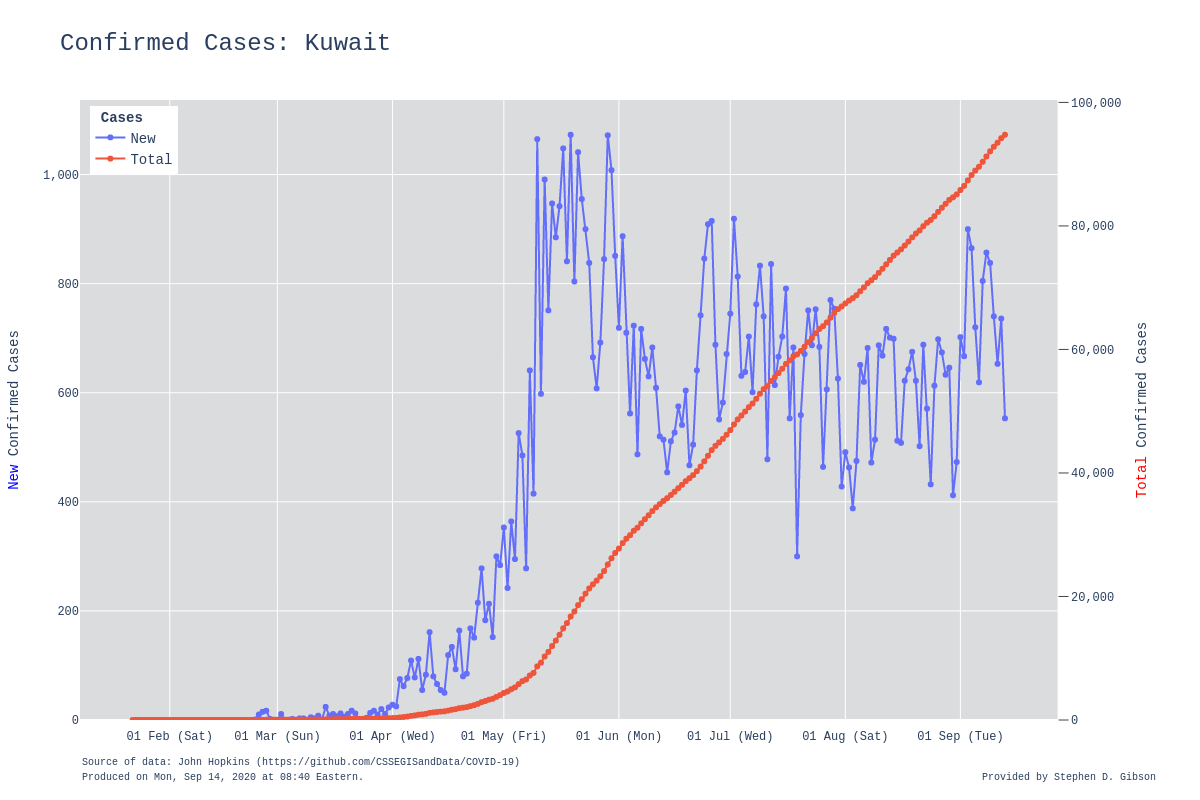 Confirmed Cases: Kuwait
Cases
New
Total
1,000
800
600
400
200
0
100,000
80,000
60,000
40,000
20,000
0
New Confirmed Cases
Total Confirmed Cases
01 Feb (Sat)
01 Mar (Sun)
01 Apr (Wed)
01 May (Fri)
01 Jun (Mon)
01 Jul (Wed)
01 Aug (Sat)
01 Sep (Tue)
Source of data: John Hopkins (https://github.com/CSSEGISandData/COVID-19)
Produced on Mon, Sep 14, 2020 at 08:40 Eastern.
Provided by Stephen D. Gibson